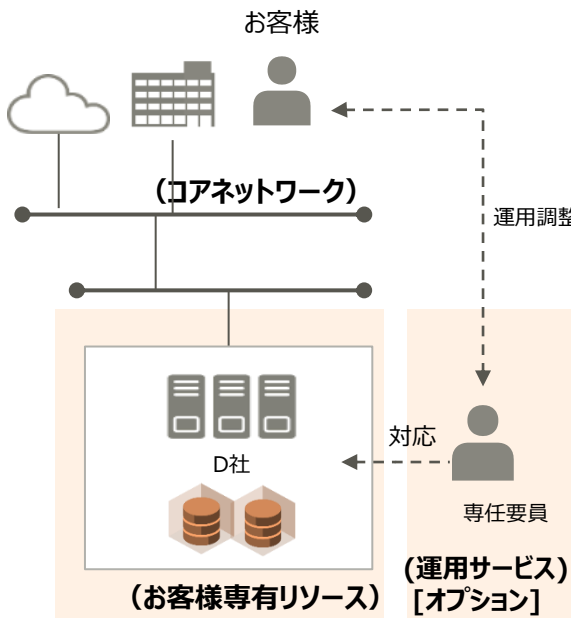 お客様
（コアネットワーク）
運用調整
D社
対応
専任要員
（お客様専有リソース）
(運用サービス)
[オプション]